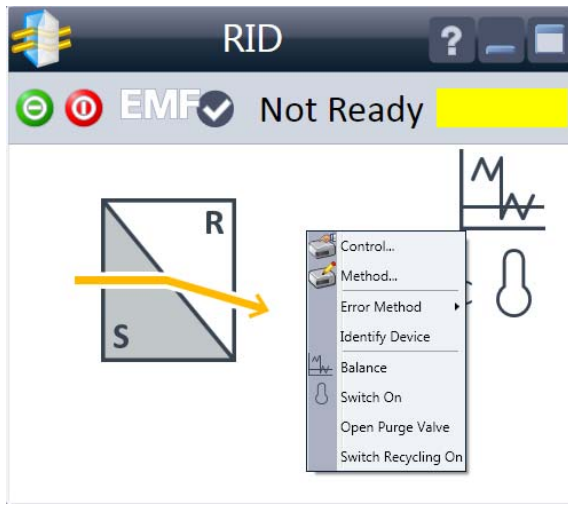 RID
?
EMF
Not Ready
R
S
Control...
Method...
Error Method
Identify Device
Balance
Switch On
Open Purge Valve
Switch Recycling On